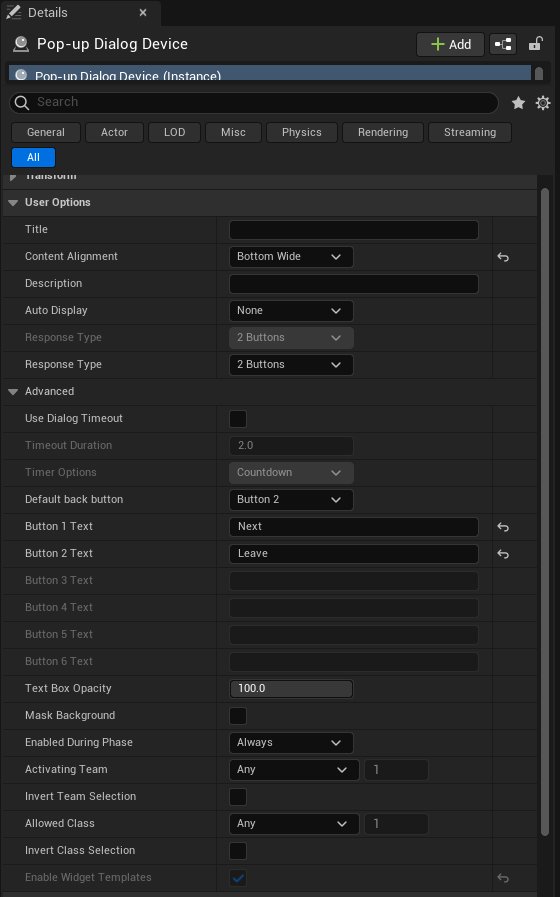 Details
Pop-up Dialog Device
Add
Pop-up Dialog Device (Instance)
Search
General Actor LOD Misc Physics Rendering Streaming
All
Transform
User Options
Title
Content Alignment Bottom Wide
Description
Auto Display None
Response Type 2 Buttons
Response Type 2 Buttons
Advanced
Use Dialog Timeout
Timeout Duration 2.0
Timer Options Countdown
Default back button Button 2
Button 1 Text Next
Button 2 Text Leave
Button 3 Text
Button 4 Text
Button 5 Text
Button 6 Text
Text Box Opacity 100.0
Mask Background
Enabled During Phase Always
Activating Team Any 1
Invert Team Selection
Allowed Class Any 1
Invert Class Selection
Enable Widget Templates